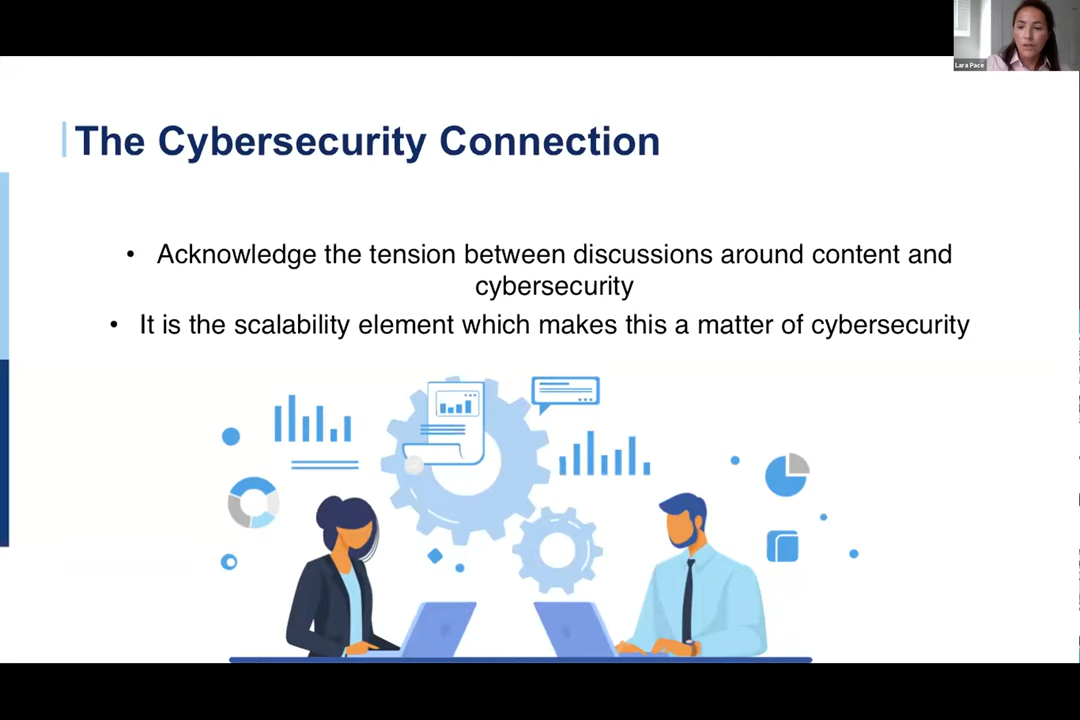 Lara Pace
The Cybersecurity Connection
• Acknowledge the tension between discussions around content and
cybersecurity
• It is the scalability element which makes this a matter of cybersecurity